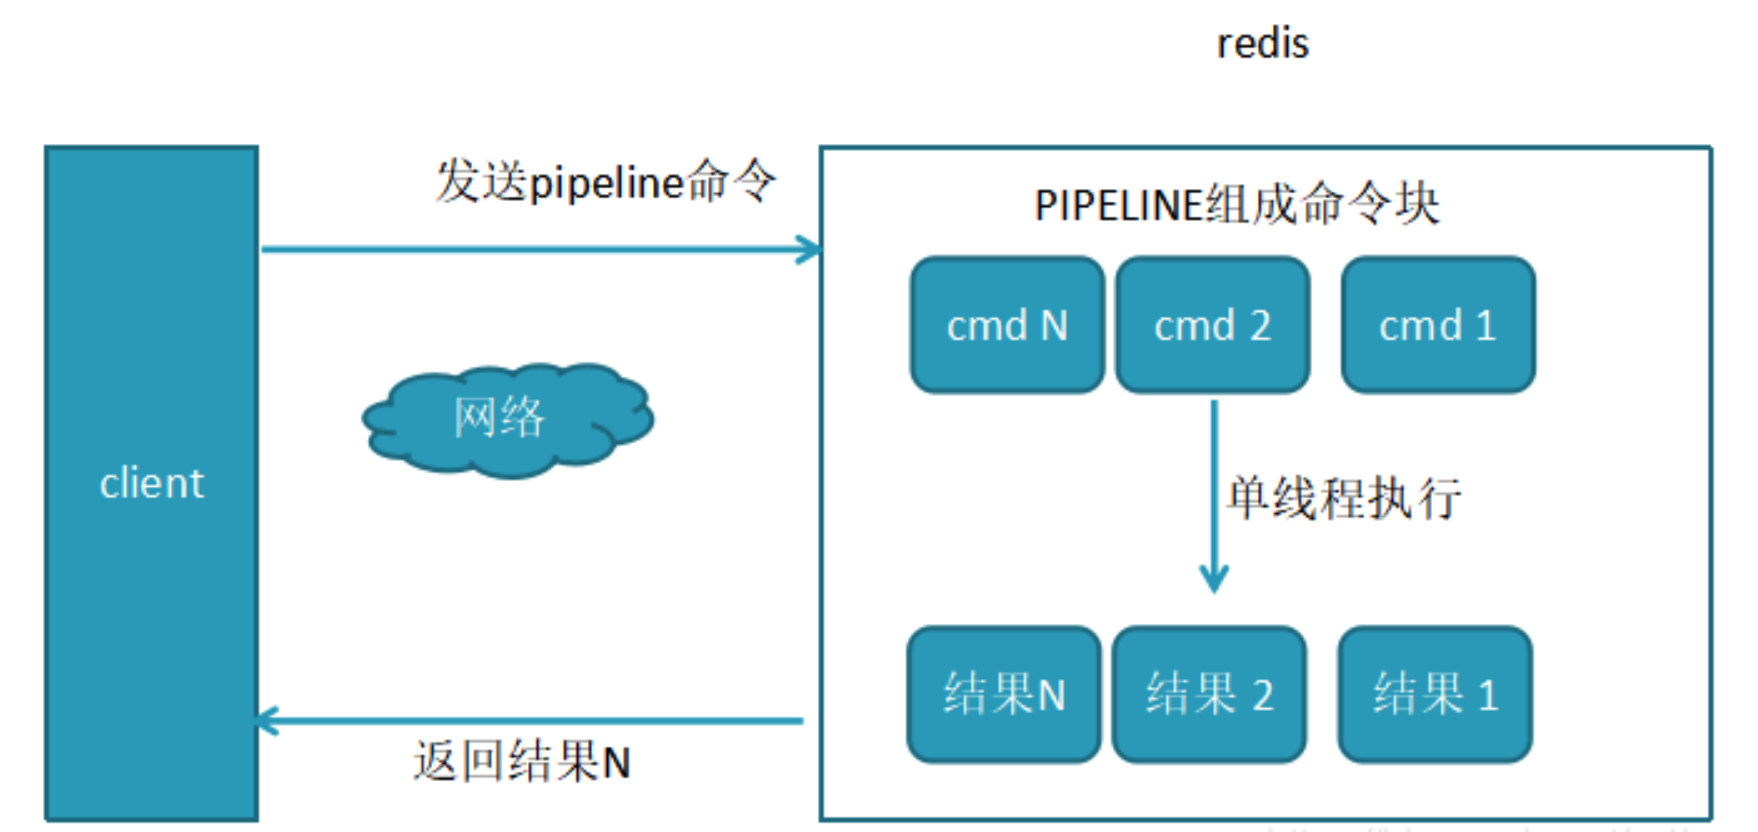 redis
发送pipeline命令
PIPELINE组成命令块
cmd N
cmd 2
cmd 1
网络
client
单线程执行
结果N
结果 2
结果 1
返回结果N